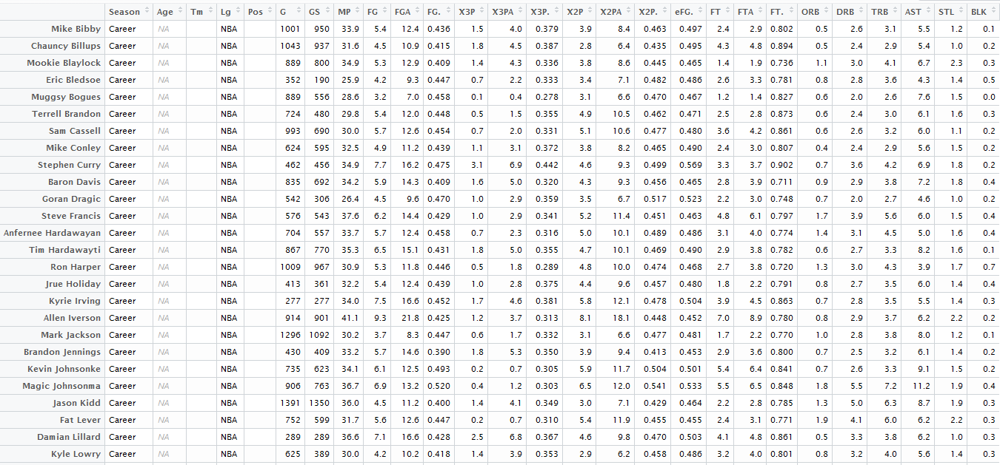 Season Age Tm Lg Pos G GS MP FG FGA FG. X3P X3PA X3P. X2P X2PA X2P. eFG. FT FTA FT. ORB DRB TRB AST STL BLK
Mike Bibby Career NA NBA 1001 950 33.9 5.4 12.4 0.436 1.5 4.0 0.379 3.9 8.4 0.463 0.497 2.4 2.9 0.802 0.5 2.6 3.1 5.5 1.2 0.1
Chauncy Billups Career NA NBA 1043 937 31.6 4.5 10.9 0.415 1.8 4.5 0.387 2.8 6.4 0.435 0.495 4.3 4.8 0.894 0.5 2.4 2.9 5.4 1.0 0.2
Mookie Blaylock Career NA NBA 889 800 34.9 5.3 12.9 0.409 1.4 4.3 0.336 3.8 8.6 0.445 0.465 1.4 1.9 0.736 1.1 3.0 4.1 6.7 2.3 0.3
Eric Bledsoe Career NA NBA 352 190 25.9 4.2 9.3 0.447 0.7 2.2 0.333 3.4 7.1 0.482 0.486 2.6 3.3 0.781 0.8 2.8 3.6 4.3 1.4 0.5
Muggsy Bogues Career NA NBA 889 556 28.6 3.2 7.0 0.458 0.1 0.4 0.278 3.1 6.6 0.470 0.467 1.2 1.4 0.827 0.6 2.0 2.6 7.6 1.5 0.0
Terrell Brandon Career NA NBA 724 480 29.8 5.4 12.0 0.448 0.5 1.5 0.355 4.9 10.5 0.462 0.471 2.5 2.8 0.873 0.6 2.4 3.0 6.1 1.6 0.3
Sam Cassell Career NA NBA 993 690 30.0 5.7 12.6 0.454 0.7 2.0 0.331 5.1 10.6 0.477 0.480 3.6 4.2 0.861 0.6 2.6 3.2 6.0 1.1 0.2
Mike Conley Career NA NBA 624 595 32.5 4.9 11.2 0.439 1.1 3.1 0.372 3.8 8.2 0.465 0.490 2.4 3.0 0.807 0.4 2.4 2.9 5.6 1.5 0.2
Stephen Curry Career NA NBA 462 456 34.9 7.7 16.2 0.475 3.1 6.9 0.442 4.6 9.3 0.499 0.569 3.3 3.7 0.902 0.7 3.6 4.2 6.9 1.8 0.2
Baron Davis Career NA NBA 835 692 34.2 5.9 14.3 0.409 1.6 5.0 0.320 4.3 9.3 0.456 0.465 2.8 3.9 0.711 0.9 2.9 3.8 7.2 1.8 0.4
Goran Dragic Career NA NBA 542 306 26.4 4.5 9.6 0.470 1.0 2.9 0.359 3.5 6.7 0.517 0.523 2.2 3.0 0.748 0.7 2.0 2.7 4.6 1.0 0.2
Steve Francis Career NA NBA 576 543 37.6 6.2 14.4 0.429 1.0 2.9 0.341 5.2 11.4 0.451 0.463 4.8 6.1 0.797 1.7 3.9 5.6 6.0 1.5 0.4
Anfernee Hardawayan Career NA NBA 704 557 33.7 5.7 12.4 0.458 0.7 2.3 0.316 5.0 10.1 0.489 0.486 3.1 4.0 0.774 1.4 3.1 4.5 5.0 1.6 0.4
Tim Hardawayti Career NA NBA 867 770 35.3 6.5 15.1 0.431 1.8 5.0 0.355 4.7 10.1 0.469 0.490 2.9 3.8 0.782 0.6 2.7 3.3 8.2 1.6 0.1
Ron Harper Career NA NBA 1009 967 30.9 5.3 11.8 0.446 0.5 1.8 0.289 4.8 10.0 0.474 0.468 2.7 3.8 0.720 1.3 3.0 4.3 3.9 1.7 0.7
Jrue Holiday Career NA NBA 413 361 32.2 5.4 12.4 0.439 1.0 2.8 0.375 4.4 9.6 0.457 0.480 1.8 2.2 0.791 0.8 2.7 3.5 6.0 1.4 0.4
Kyrie Irving Career NA NBA 277 277 34.0 7.5 16.6 0.452 1.7 4.6 0.381 5.8 12.1 0.478 0.504 3.9 4.5 0.863 0.7 2.8 3.5 5.5 1.4 0.3
Allen Iverson Career NA NBA 914 901 41.1 9.3 21.8 0.425 1.2 3.7 0.313 8.1 18.1 0.448 0.452 7.0 8.9 0.780 0.8 2.9 3.7 6.2 2.2 0.2
Mark Jackson Career NA NBA 1296 1092 30.2 3.7 8.3 0.447 0.6 1.7 0.332 3.1 6.6 0.477 0.481 1.7 2.2 0.770 1.0 2.8 3.8 8.0 1.2 0.1
Brandon Jennings Career NA NBA 430 409 33.2 5.7 14.6 0.390 1.8 5.3 0.350 3.9 9.4 0.413 0.453 2.9 3.6 0.800 0.7 2.5 3.2 6.1 1.4 0.2
Kevin Johnsonke Career NA NBA 735 623 34.1 6.1 12.5 0.493 0.2 0.7 0.305 5.9 11.7 0.504 0.501 5.4 6.4 0.841 0.7 2.6 3.3 9.1 1.5 0.2
Magic Johnsonma Career NA NBA 906 763 36.7 6.9 13.2 0.520 0.4 1.2 0.303 6.5 12.0 0.541 0.533 5.5 6.5 0.848 1.8 5.5 7.2 11.2 1.9 0.4
Jason Kidd Career NA NBA 1391 1350 36.0 4.5 11.2 0.400 1.4 4.1 0.349 3.0 7.1 0.429 0.464 2.2 2.8 0.785 1.3 5.0 6.3 8.7 1.9 0.3
Fat Lever Career NA NBA 752 599 31.7 5.6 12.6 0.447 0.2 0.7 0.310 5.4 11.9 0.455 0.455 2.4 3.1 0.771 1.9 4.1 6.0 6.2 2.2 0.3
Damian Lillard Career NA NBA 289 289 36.6 7.1 16.6 0.428 2.5 6.8 0.367 4.6 9.8 0.470 0.503 4.1 4.8 0.861 0.5 3.3 3.8 6.2 1.0 0.3
Kyle Lowry Career NA NBA 625 389 30.0 4.2 10.2 0.418 1.4 3.9 0.353 2.9 6.2 0.458 0.486 3.2 4.0 0.801 0.8 3.2 4.0 5.6 1.4 0.3